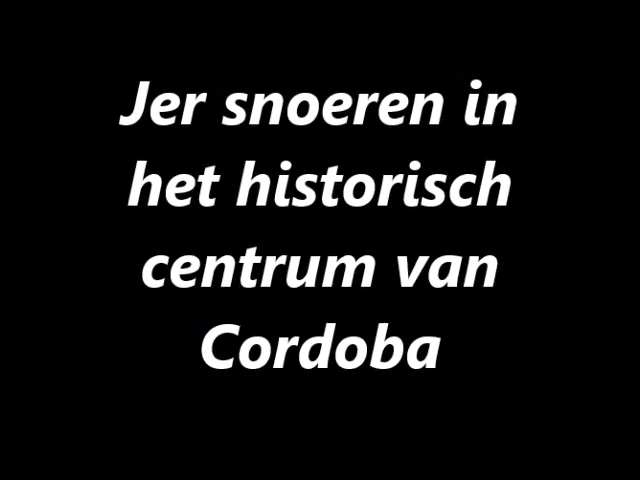 Jer snoeren in
het historisch
centrum van
Cordoba